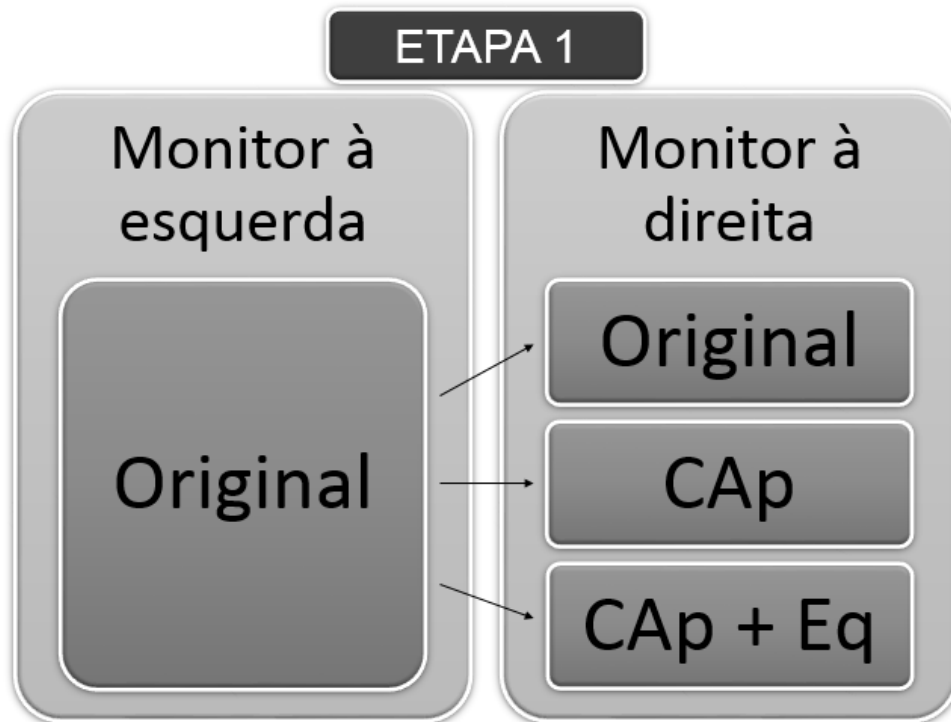 ETAPA 1
Monitor à
esquerda
Original
Monitor à
direita
Original
CAp
CAp + Eq